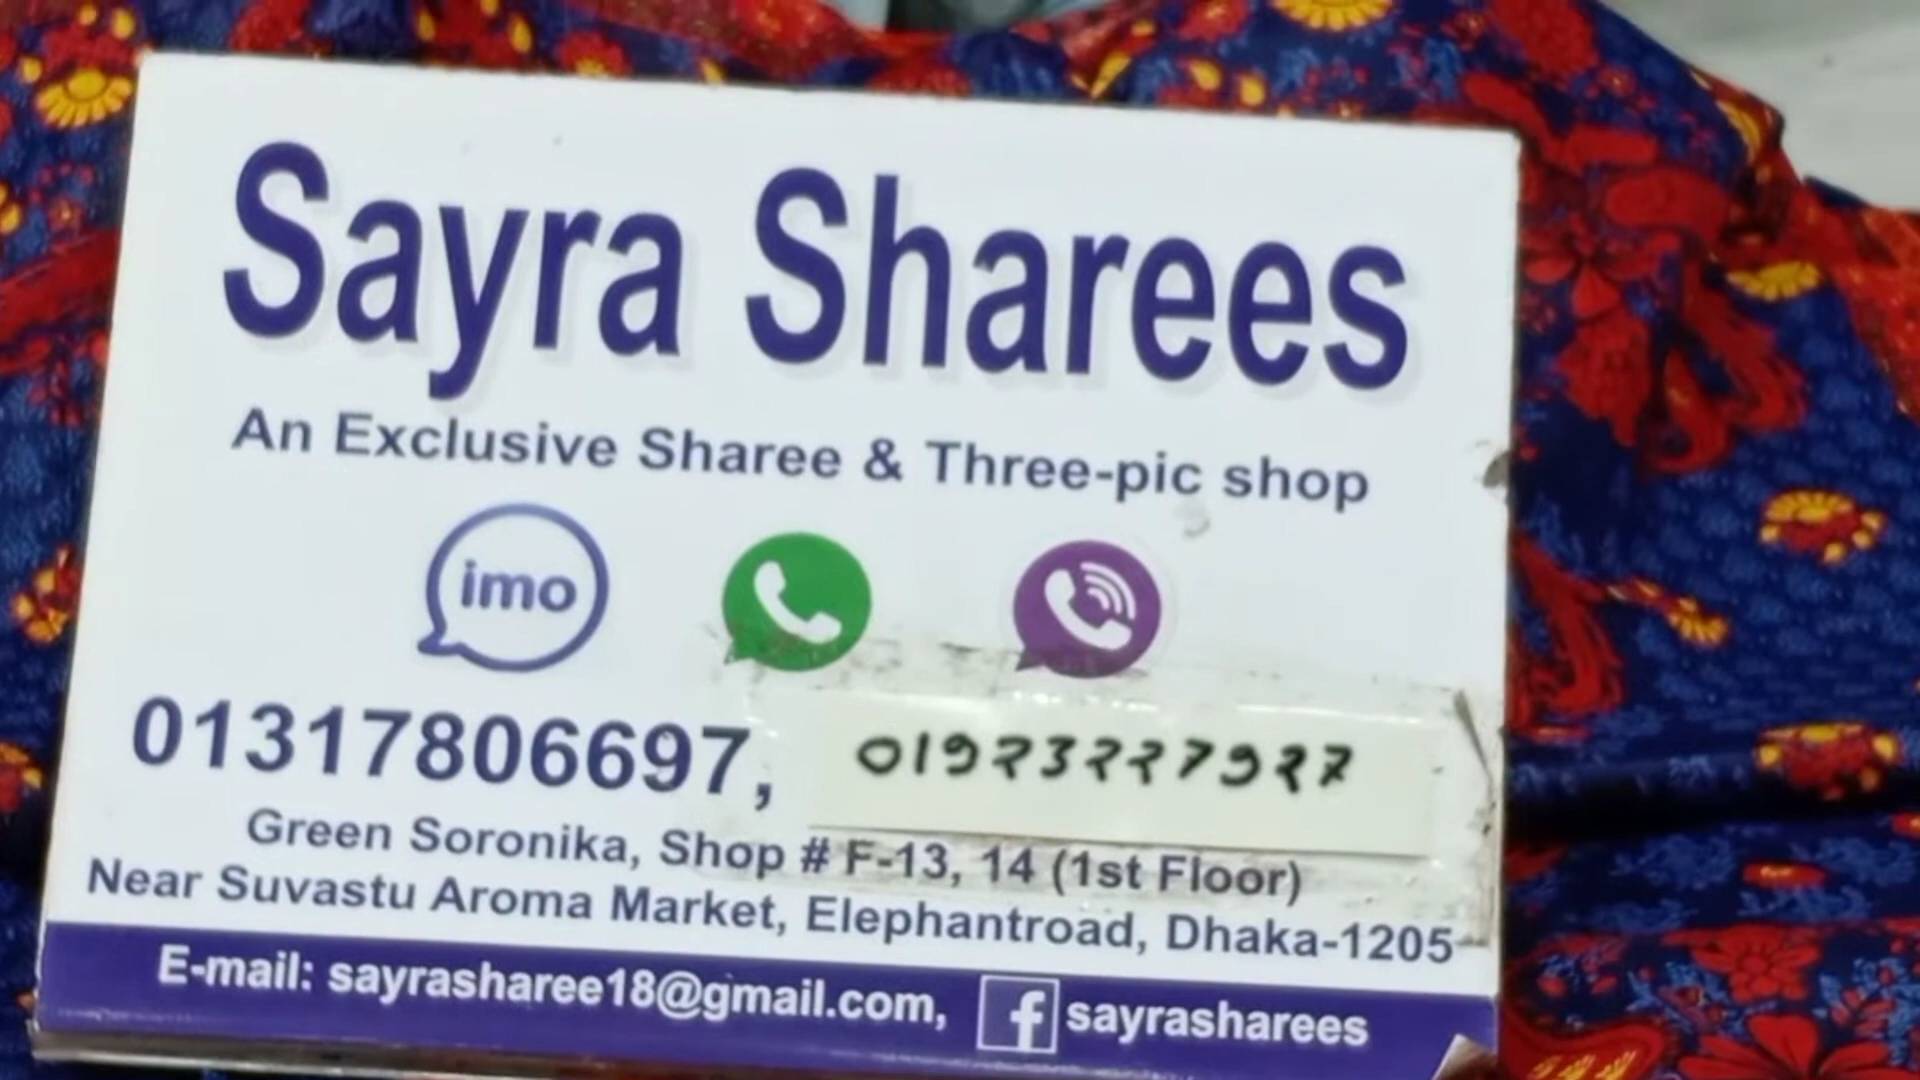 Sayra Sharees
An Exclusive Sharee & Three-pic shop
imo
01317806697,
Green Soronika, Shop # F-13, 14 (1st Floor)
Near Suvastu Aroma Market, Elephantroad, Dhaka-1205
E-mail: sayrasharee18@gmail.com, f sayrasharees